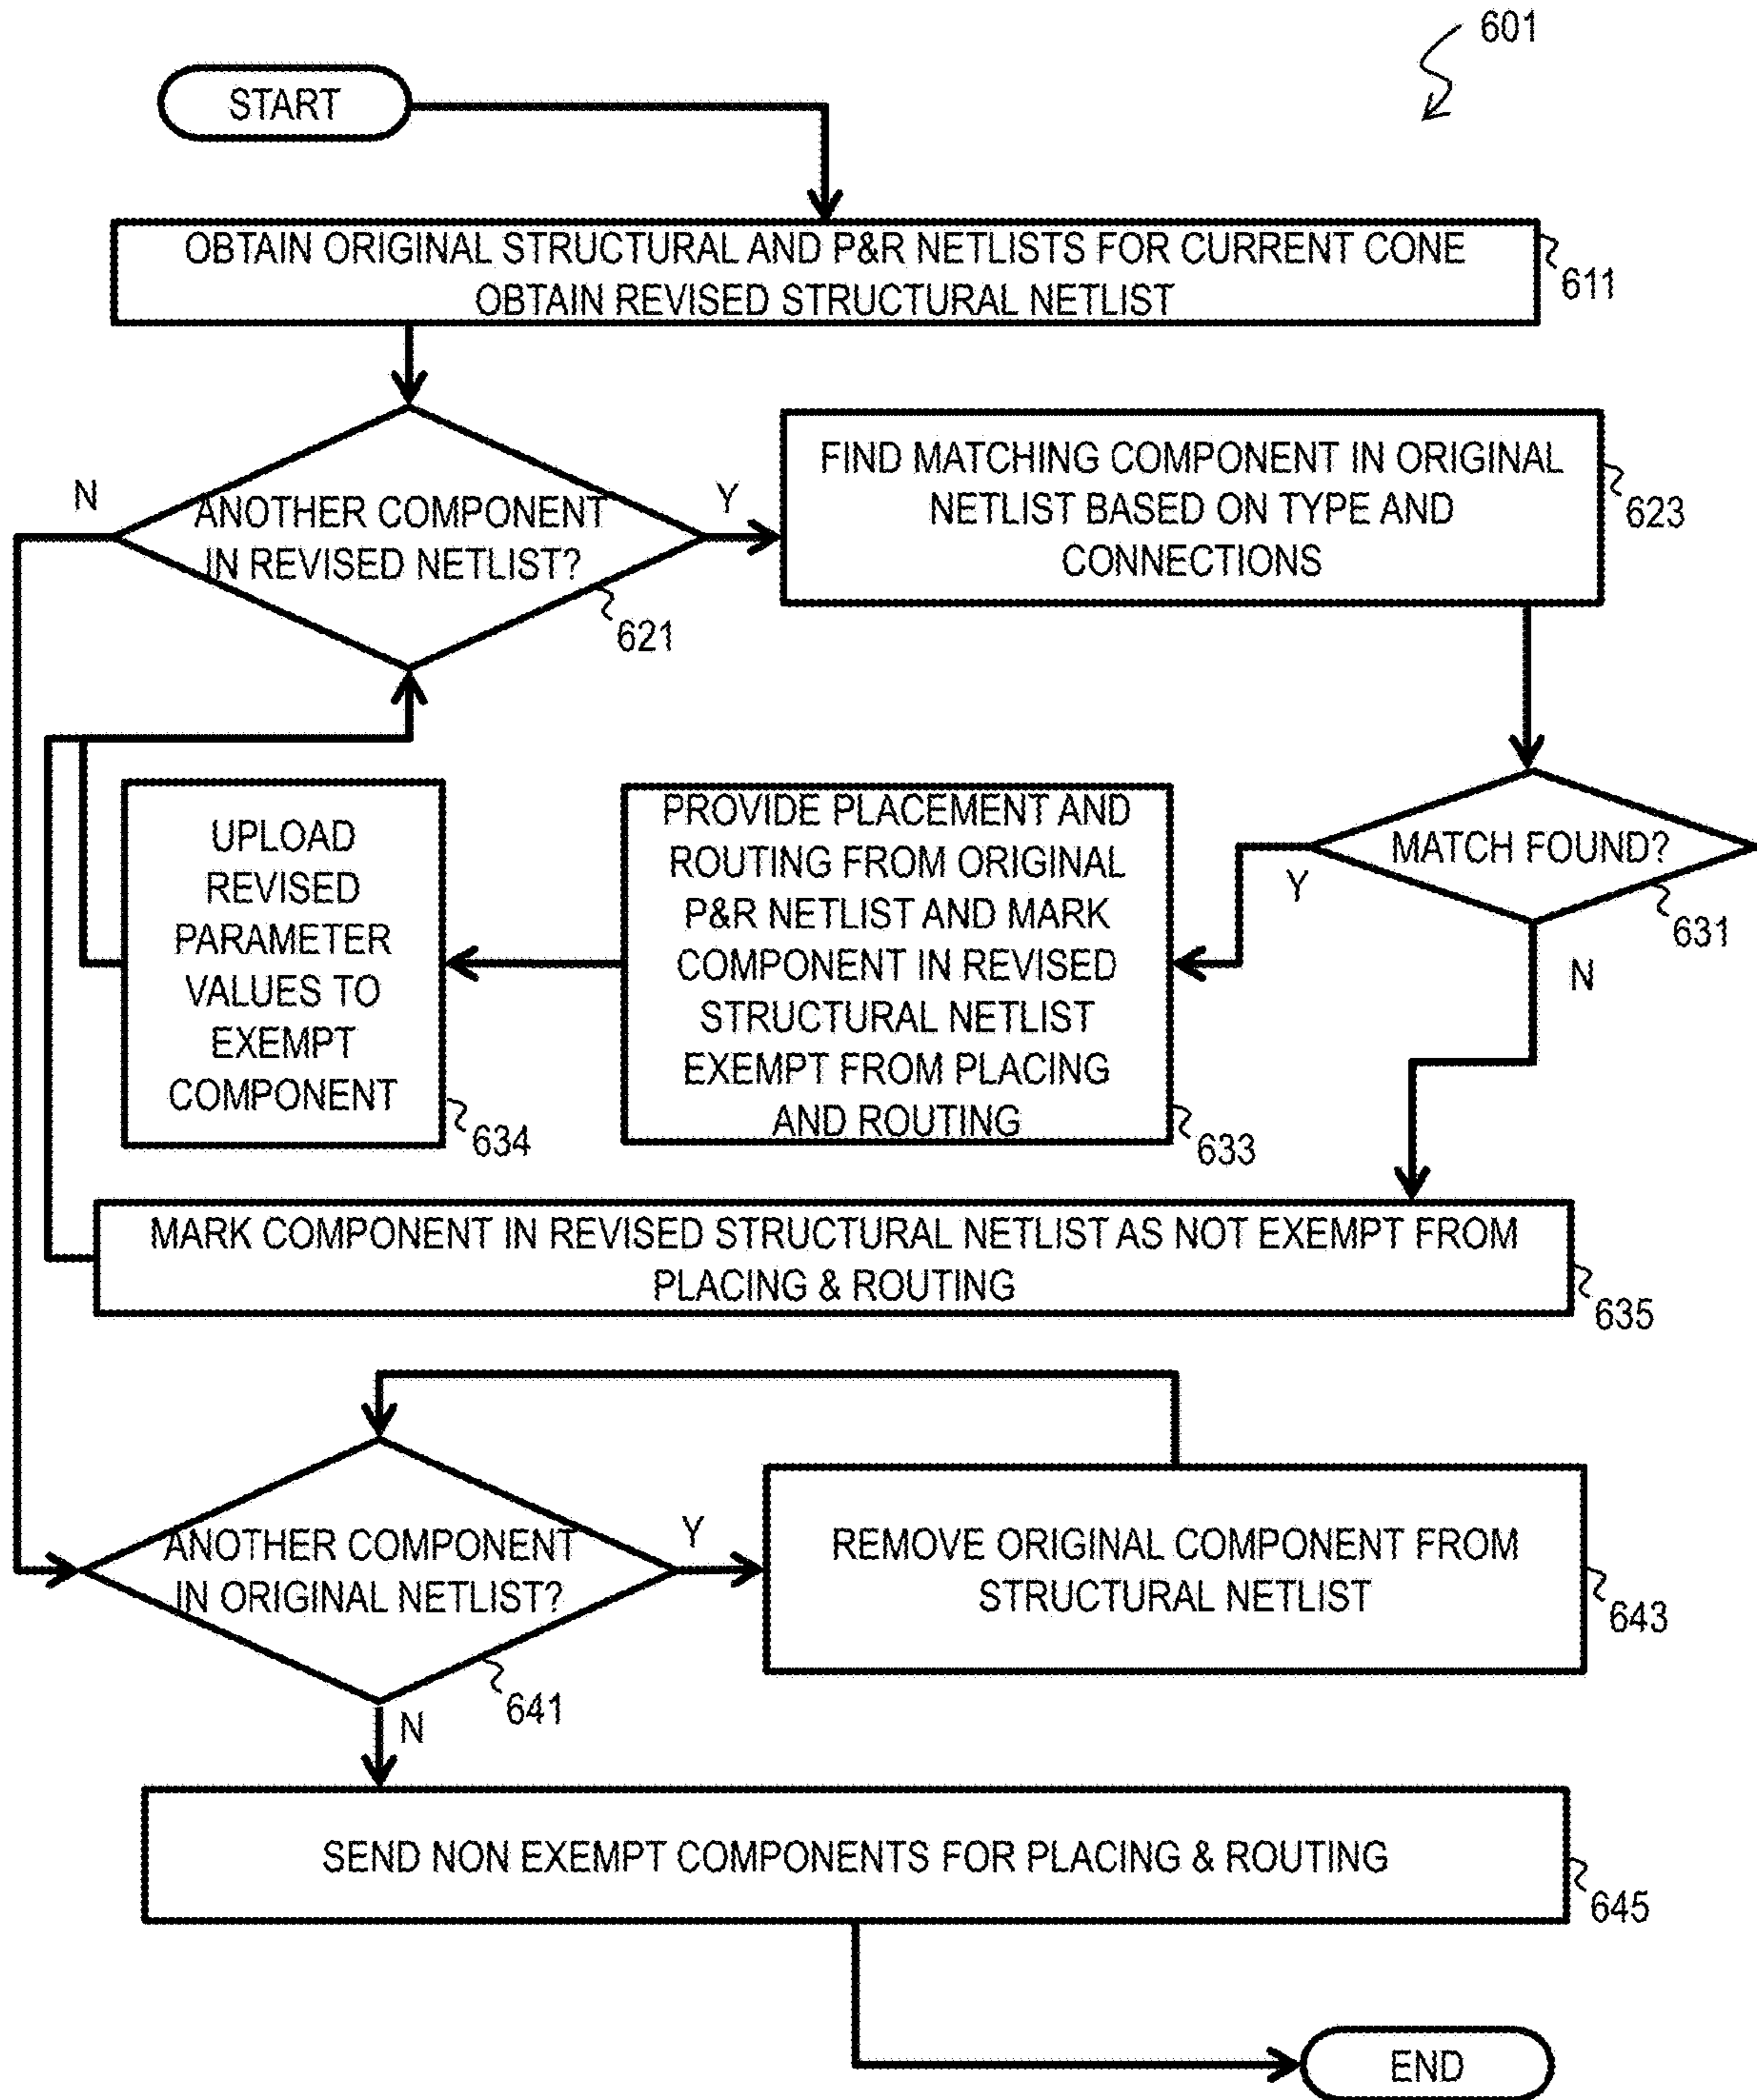 601
START
OBTAIN ORIGINAL STRUCTURAL AND P&R NETLISTS FOR CURRENT CONE
OBTAIN REVISED STRUCTURAL NETLIST
611
N
ANOTHER COMPONENT
IN REVISED NETLIST?
Y
621
FIND MATCHING COMPONENT IN ORIGINAL
NETLIST BASED ON TYPE AND
CONNECTIONS
623
MATCH FOUND?
Y
N
631
PROVIDE PLACEMENT AND
ROUTING FROM ORIGINAL
P&R NETLIST AND MARK
COMPONENT IN REVISED
STRUCTURAL NETLIST
EXEMPT FROM PLACING
AND ROUTING
633
UPLOAD
REVISED
PARAMETER
VALUES TO
EXEMPT
COMPONENT
634
MARK COMPONENT IN REVISED STRUCTURAL NETLIST AS NOT EXEMPT FROM
PLACING & ROUTING
635
ANOTHER COMPONENT
IN ORIGINAL NETLIST?
Y
641
N
REMOVE ORIGINAL COMPONENT FROM
STRUCTURAL NETLIST
643
SEND NON EXEMPT COMPONENTS FOR PLACING & ROUTING
645
END